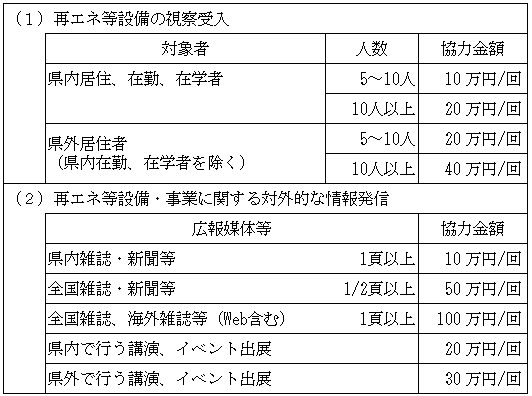 (1)再エネ等設備の視察受入
対象者 人数 協力金額
県内居住、在勤、在学者 5～10人 10万円/回
10人以上 20万円/回
県外居住者 5～10人 20万円/回
(県内在勤、在学者を除く) 10人以上 40万円/回
(2)再エネ等設備・事業に関する対外的な情報発信
広報媒体等 協力金額
県内雑誌・新聞等 1頁以上 10万円/回
全国雑誌・新聞等 1/2頁以上 50万円/回
全国雑誌、海外雑誌等(Web含む) 1頁以上 100万円/回
県内で行う講演、イベント出展 20万円/回
県外で行う講演、イベント出展 30万円/回